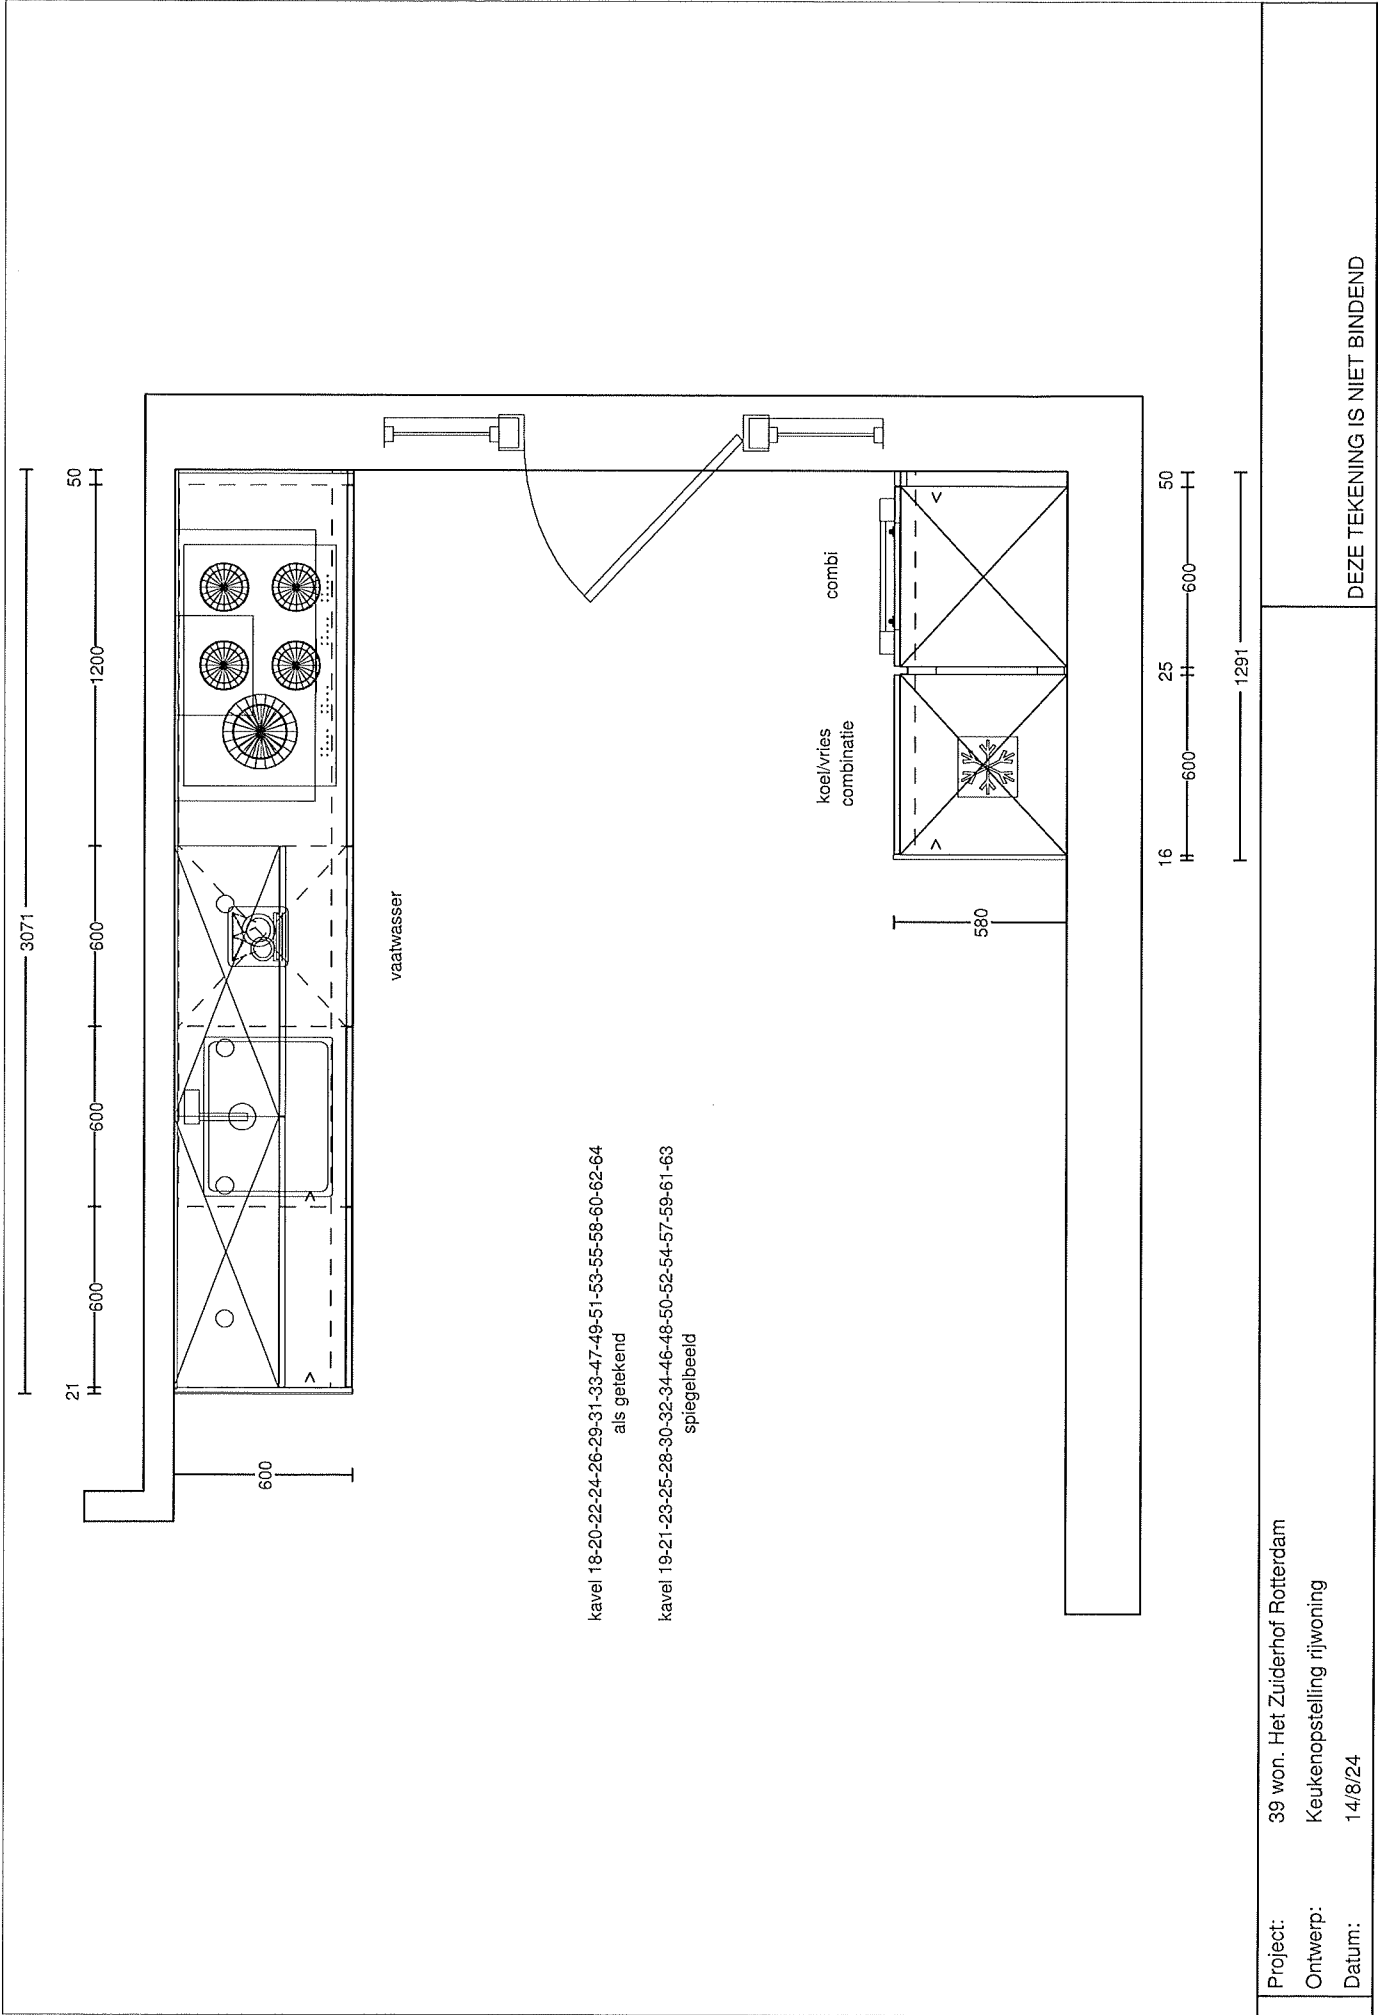 3071
21
600
600
600
1200
50
600
vaatwasser
kavel 18-20-22-24-26-29-31-33-47-49-51-53-55-58-60-62-64
als getekend
kavel 19-21-23-25-28-30-32-34-46-48-50-52-54-57-59-61-63
spiegelbeeld
koel/vries
combinatie
combi
580
16
600
25
600
50
1291
Project: 39 won. Het Zuiderhof Rotterdam
Ontwerp: Keukenopstelling rijwoning
Datum: 14/8/24
DEZE TEKENING IS NIET BINDEND